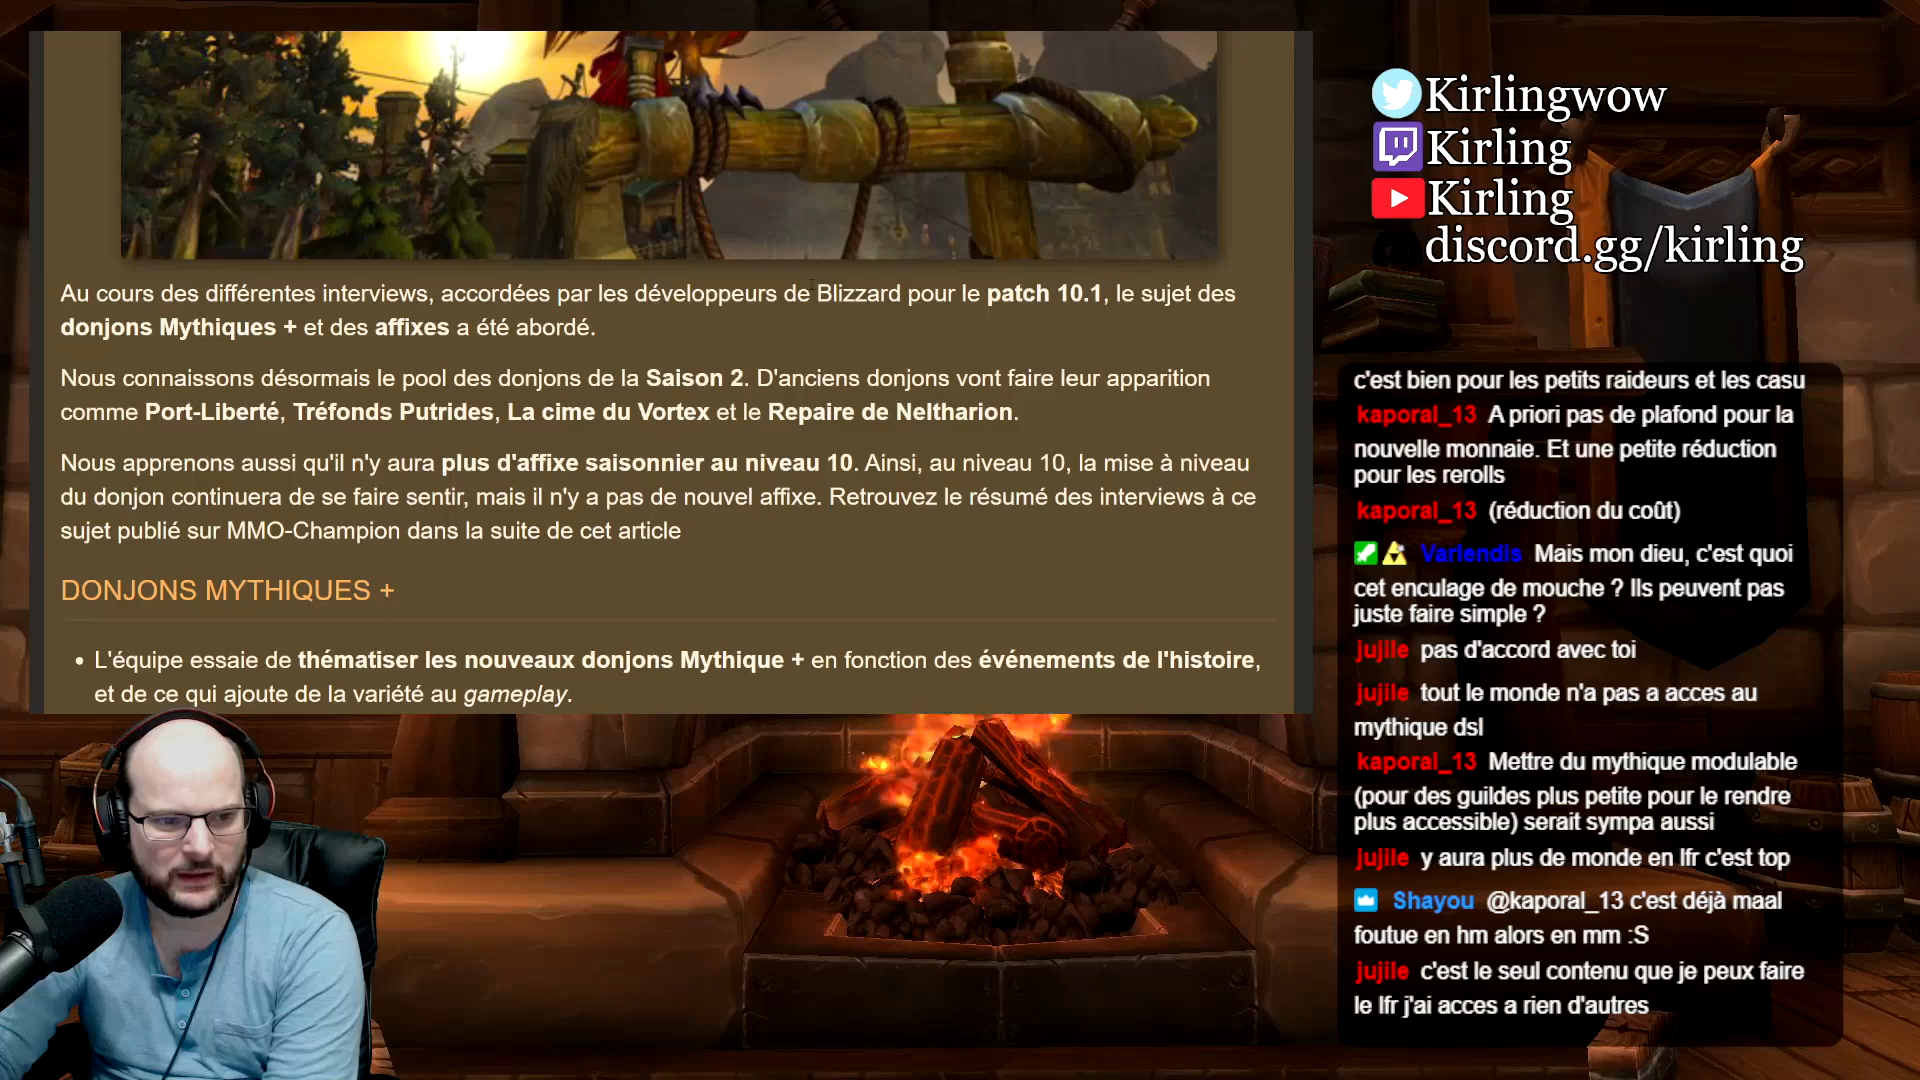 Au cours des différentes interviews, accordées par les développeurs de Blizzard pour le patch 10.1, le sujet des
donjons Mythiques + et des affixes a été abordé.
Nous connaissons désormais le pool des donjons de la Saison 2. D'anciens donjons vont faire leur apparition
comme Port-Liberté, Tréfonds Putrides, La cime du Vortex et le Repaire de Neltharion.
Nous apprenons aussi qu'il n'y aura plus d'affixe saisonnier au niveau 10. Ainsi, au niveau 10, la mise à niveau
du donjon continuera de se faire sentir, mais il n'y a pas de nouvel affixe. Retrouvez le résumé des interviews à ce
sujet publié sur MMO-Champion dans la suite de cet article
DONJONS MYTHIQUES +
• L'équipe essaie de thématiser les nouveaux donjons Mythique + en fonction des événements de l'histoire,
et de ce qui ajoute de la variété au gameplay.
Kirlingwow
Kirling
Kirling
discord.gg/kirling
c'est bien pour les petits raideurs et les casu
kaporal_13 A priori pas de plafond pour la
nouvelle monnaie. Et une petite réduction
pour les rerolls
kaporal_13 (réduction du coût)
Varlendis Mais mon dieu, c'est quoi
cet enculage de mouche ? Ils peuvent pas
juste faire simple ?
jujile pas d'accord avec toi
jujile tout le monde n'a pas a acces au
mythique dsl
kaporal_13 Mettre du mythique modulable
(pour des guildes plus petite pour le rendre
plus accessible) serait sympa aussi
jujile y aura plus de monde en lfr c'est top
Shayou @kaporal_13 c'est déjà maal
foutue en hm alors en mm :S
jujile c'est le seul contenu que je peux faire
le lfr j'ai acces a rien d'autres